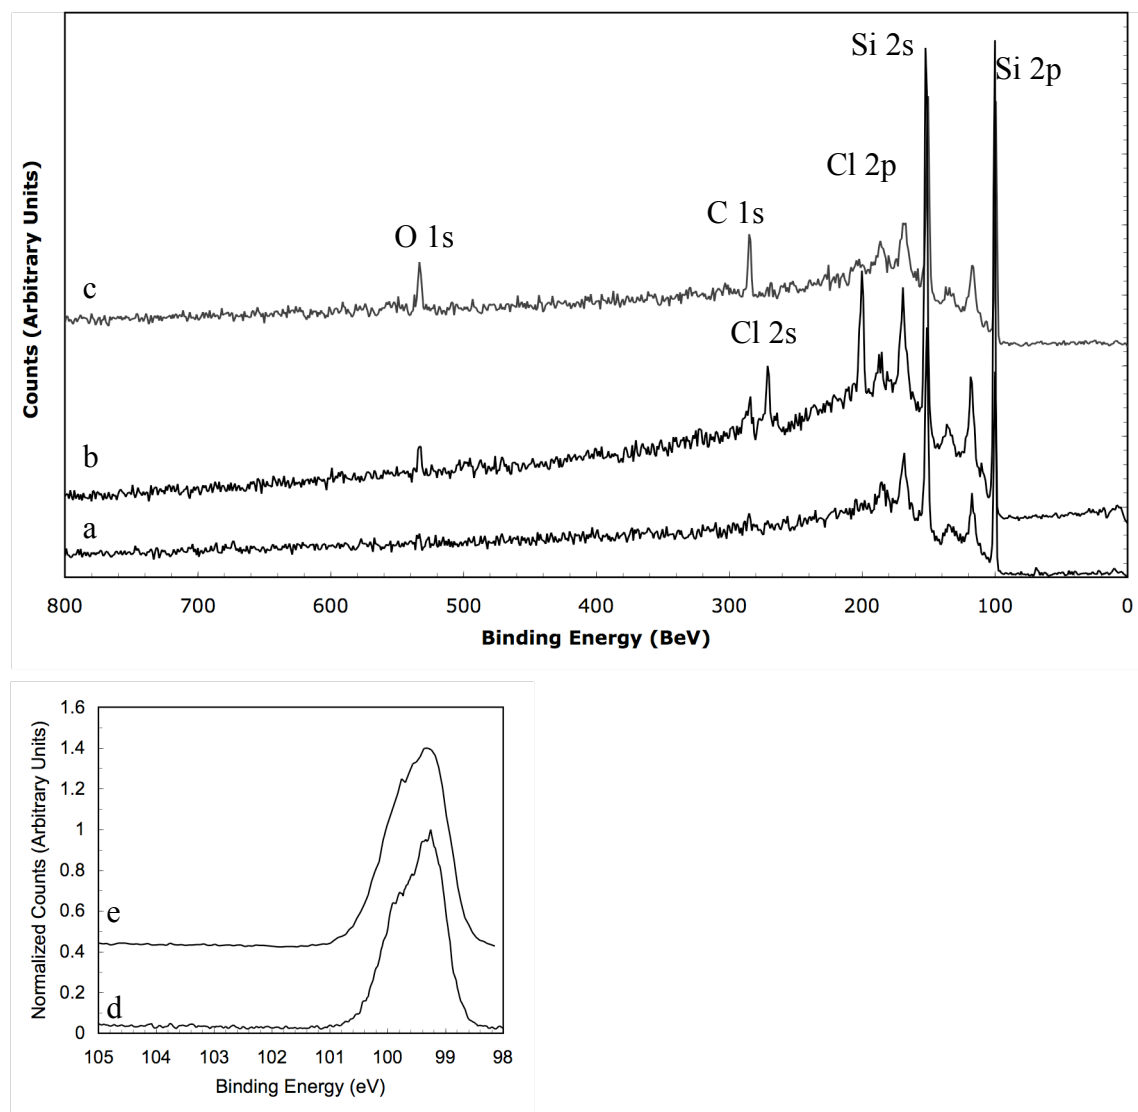 Si 2s
Si 2p
Cl 2p
C 1s
O 1s
c
Cl 2s
b
a
Counts (Arbitrary Units)
800 700 600 500 400 300 200 100 0
Binding Energy (BeV)
1.6
1.4
1.2
1
0.8
0.6
0.4
0.2
0
Normalized Counts (Arbitrary Units)
e
d
105 104 103 102 101 100 99 98
Binding Energy (eV)